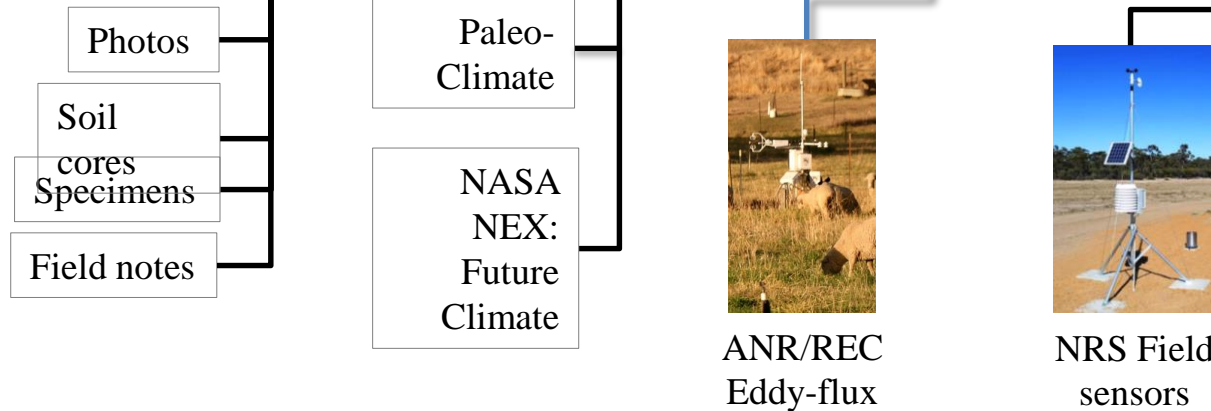 Photos
Soil
cores
Specimens
Field notes
Paleo-
Climate
NASA
NEX:
Future
Climate
ANR/REC
Eddy-flux
NRS Field
sensors